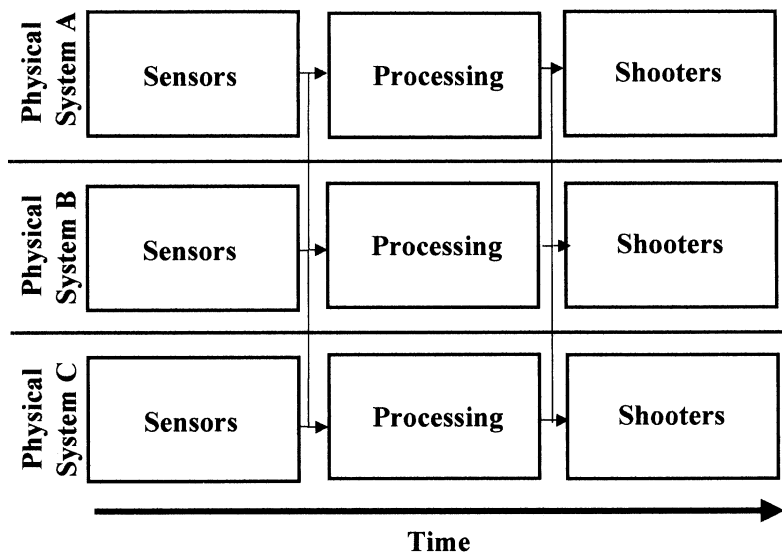 Physical
System A
Sensors
Processing
Shooters
Physical
System B
Sensors
Processing
Shooters
Physical
System C
Sensors
Processing
Shooters
Time